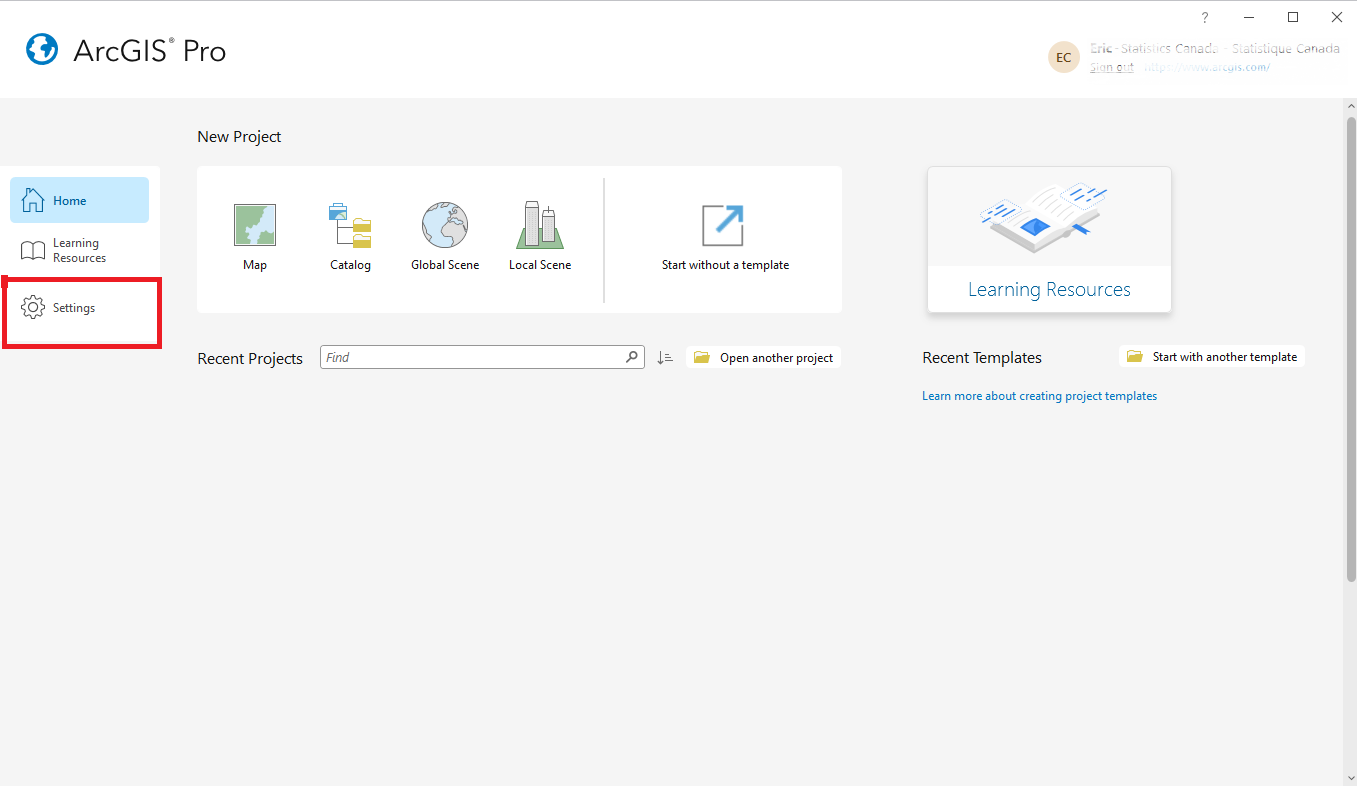 ?
ArcGIS® Pro
EC
Eric - Statistics Canada - Statistique Canada
Sign out https://www.arcgis.com/
New Project
Home
Learning
Resources
Settings
Map
Catalog
Global Scene
Local Scene
Start without a template
Learning Resources
Recent Projects
Find
Open another project
Recent Templates
Start with another template
Learn more about creating project templates